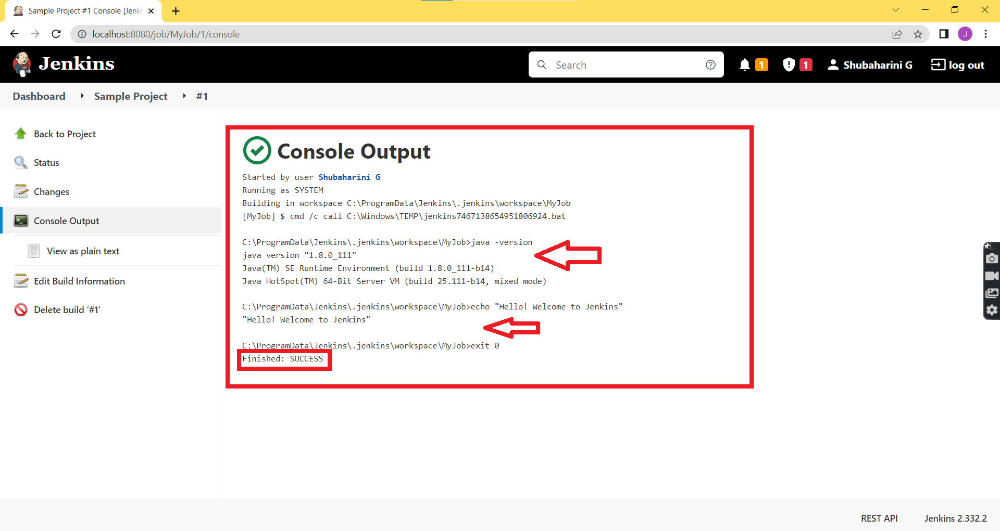 Sample Project #1 Console [Jenki
localhost:8080/job/MyJob/1/console
J
Jenkins
Search
1
1
Shubaharini G
log out
Dashboard
Sample Project
#1
Back to Project
Status
Changes
Console Output
View as plain text
Edit Build Information
Delete build ‘#1’
Console Output
Started by user Shubaharini G
Running as SYSTEM
Building in workspace C:\ProgramData\Jenkins\.jenkins\workspace\MyJob
[MyJob] $ cmd /c call C:\Windows\TEMP\jenkins7467138654951806924.bat
C:\ProgramData\Jenkins\.jenkins\workspace\MyJob>java -version
java version "1.8.0_111"
Java(TM) SE Runtime Environment (build 1.8.0_111-b14)
Java HotSpot(TM) 64-Bit Server VM (build 25.111-b14, mixed mode)
C:\ProgramData\Jenkins\.jenkins\workspace\MyJob>echo "Hello! Welcome to Jenkins"
"Hello! Welcome to Jenkins"
C:\ProgramData\Jenkins\.jenkins\workspace\MyJob>exit 0
Finished: SUCCESS
REST API
Jenkins 2.332.2